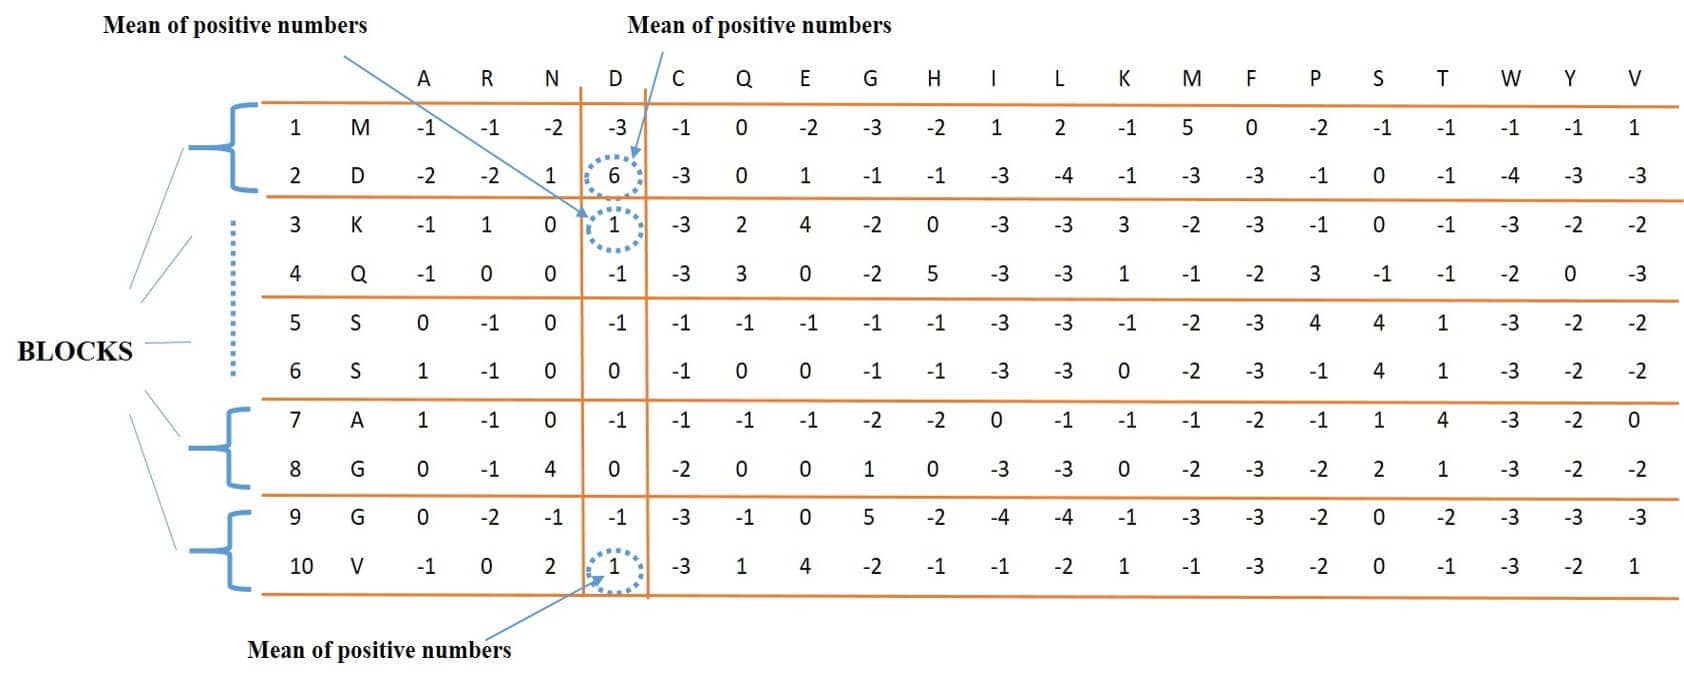 Mean of positive numbers Mean of positive numbers
A R N D C Q E G H I L K M F P S T W Y V
1 M -1 -1 -2 -3 -1 0 -2 -3 -2 1 2 -1 5 0 -2 -1 -1 -1 -1 1
2 D -2 -2 1 6 -3 0 1 -1 -1 -3 -4 -1 -3 -3 -1 0 -1 -4 -3 -3
3 K -1 1 0 1 -3 2 4 -2 0 -3 -3 3 -2 -3 -1 0 -1 -3 -2 -2
4 Q -1 0 0 -1 -3 3 0 -2 5 -3 -3 1 -1 -2 3 -1 -1 -2 0 -3
5 S 0 -1 0 -1 -1 -1 -1 -1 -1 -3 -3 -1 -2 -3 4 4 1 -3 -2 -2
BLOCKS
6 S 1 -1 0 0 -1 0 0 -1 -1 -3 -3 0 -2 -3 -1 4 1 -3 -2 -2
7 A 1 -1 0 -1 -1 -1 -1 -2 -2 0 -1 -1 -1 -2 -1 1 4 -3 -2 0
8 G 0 -1 4 0 -2 0 0 1 0 -3 -3 0 -2 -3 -2 2 1 -3 -2 -2
9 G 0 -2 -1 -1 -3 -1 0 5 -2 -4 -4 -1 -3 -3 -2 0 -2 -3 -3 -3
10 V -1 0 2 1 -3 1 4 -2 -1 -1 -2 1 -1 -3 -2 0 -1 -3 -2 1
Mean of positive numbers